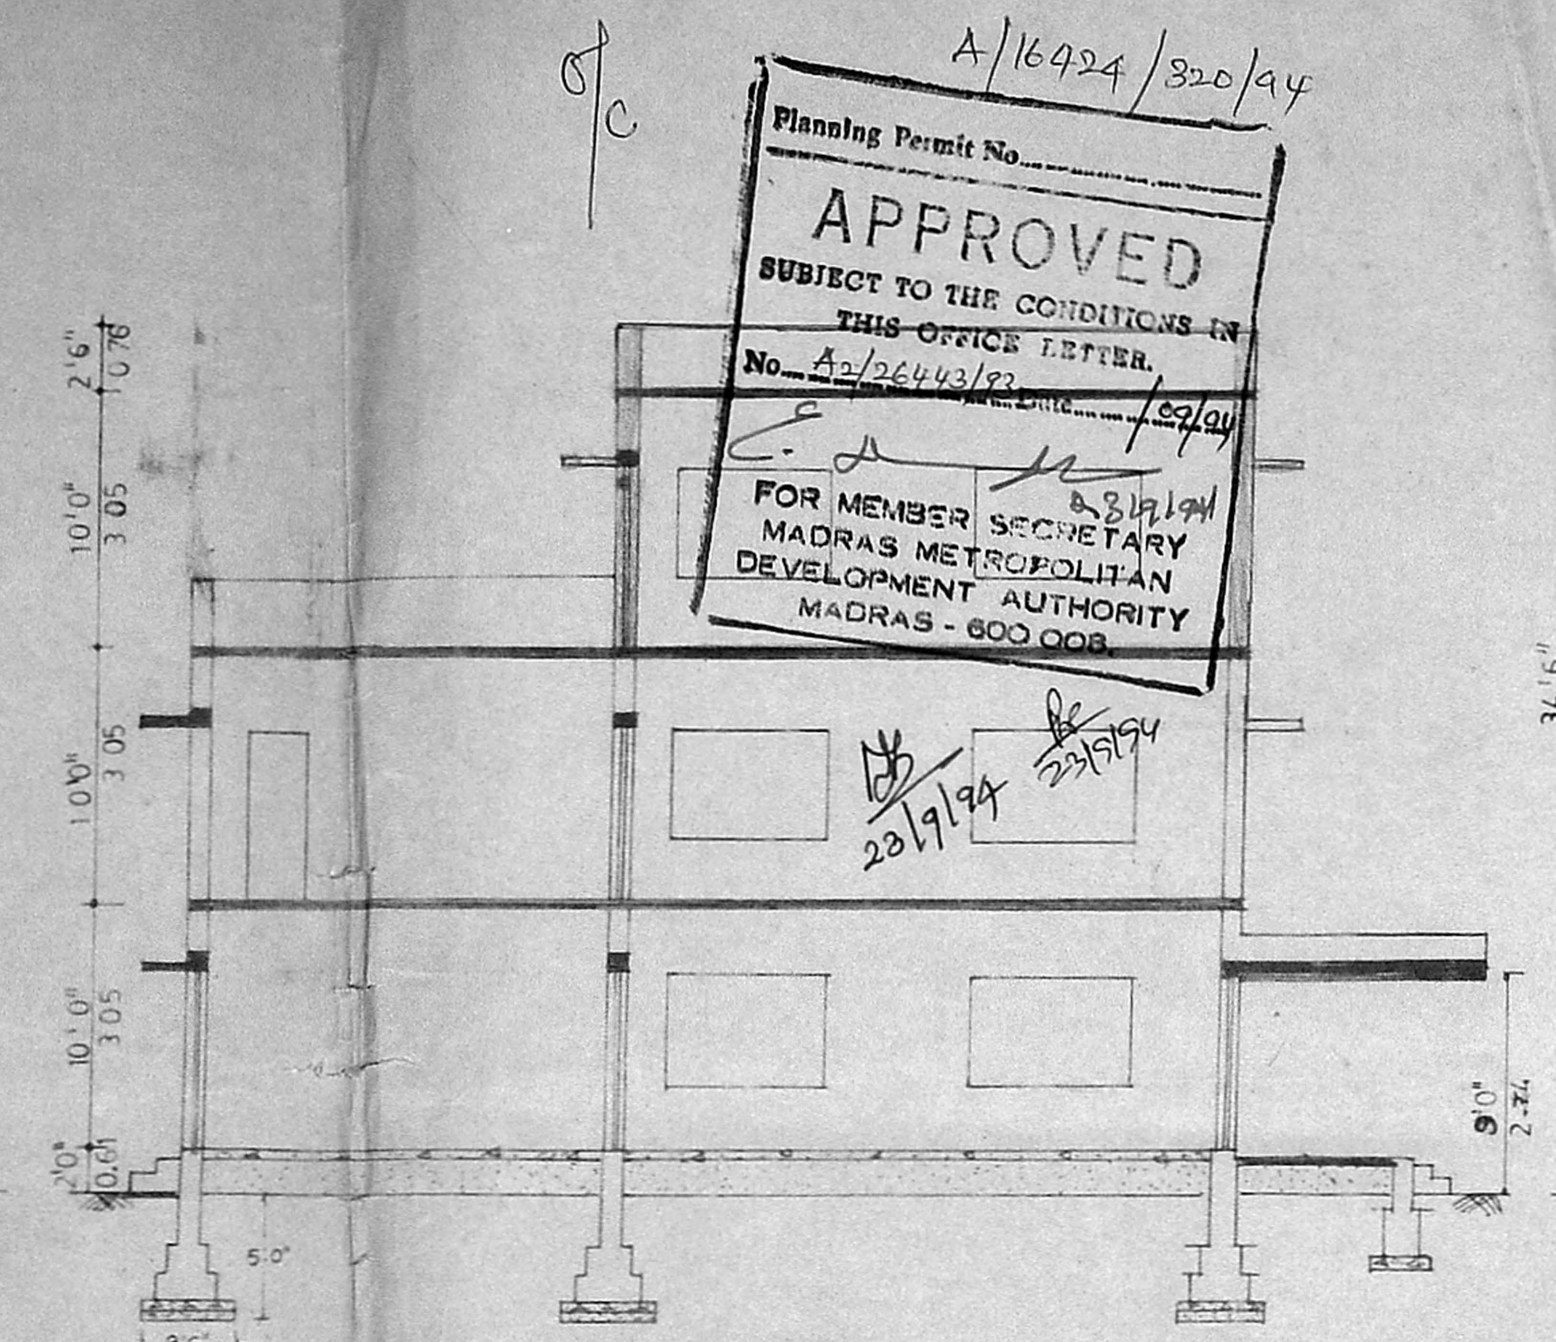 O/C
A/16424/320/94
Planning Permit No.
APPROVED
SUBJECT TO THE CONDITIONS IN
THIS OFFICE LETTER.
No. A2/26443/93 Date /09/94
23/9/94
FOR MEMBER SECRETARY
MADRAS METROPOLITAN
DEVELOPMENT AUTHORITY
MADRAS - 600 008.
23/9/94
23/9/94
2'6"
0.76
10'0"
3 05
10'0"
3 05
10'0"
3 05
2'0"
0.61
5.0"
9'0"
2.74